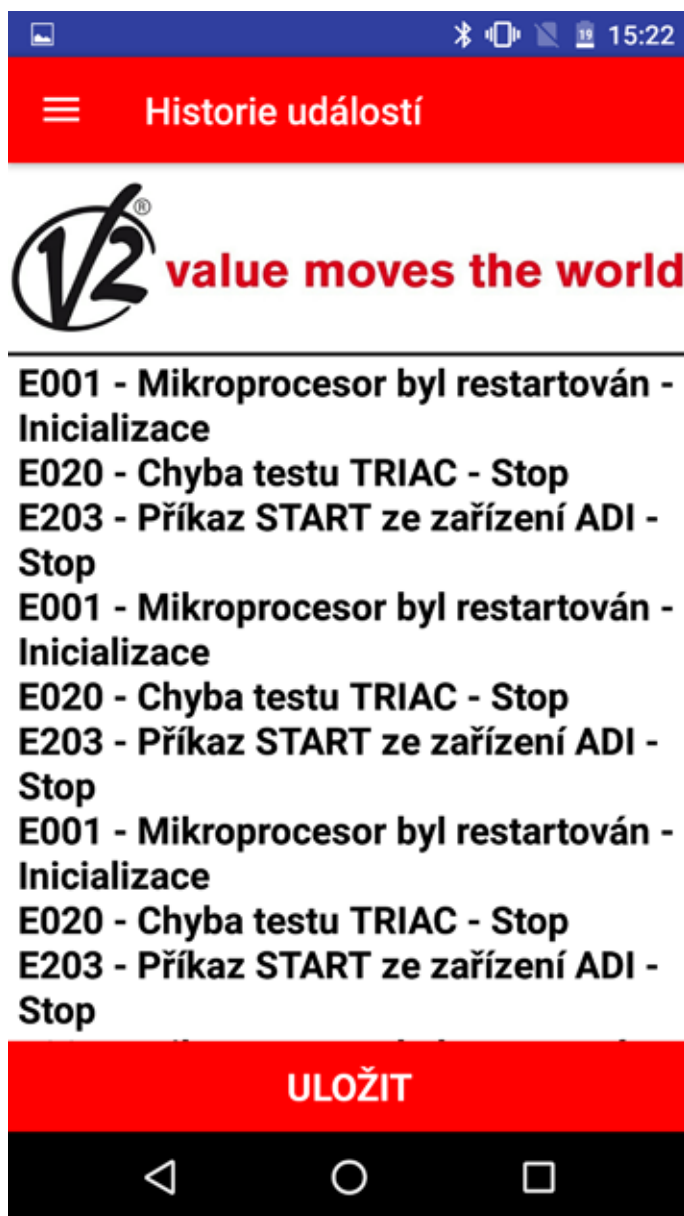 19 15:22
Historie událostí
V2® value moves the world
E001 - Mikroprocesor byl restartován -
Inicializace
E020 - Chyba testu TRIAC - Stop
E203 - Příkaz START ze zařízení ADI -
Stop
E001 - Mikroprocesor byl restartován -
Inicializace
E020 - Chyba testu TRIAC - Stop
E203 - Příkaz START ze zařízení ADI -
Stop
E001 - Mikroprocesor byl restartován -
Inicializace
E020 - Chyba testu TRIAC - Stop
E203 - Příkaz START ze zařízení ADI -
Stop
ULOŽIT